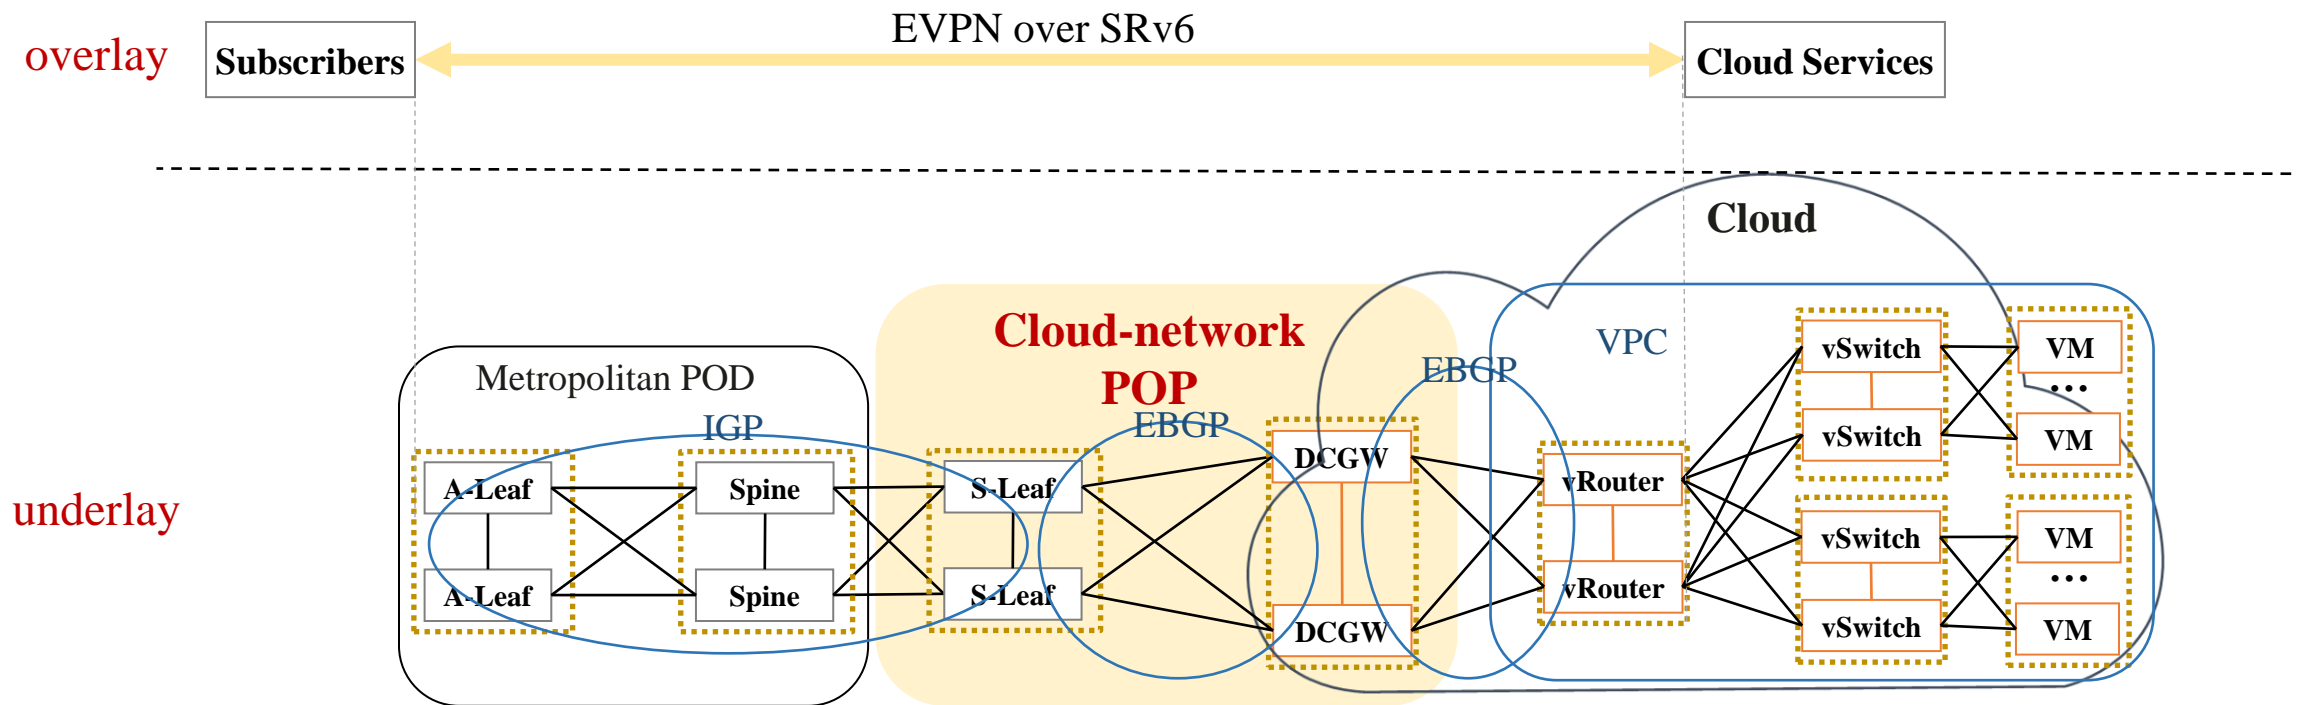 EVPN over SRv6
overlay
Subscribers
Cloud Services
Cloud
Cloud-network
POP
VPC
EBGP
Metropolitan POD
IGP
EBGP
underlay
A-Leaf
Spine
S-Leaf
DCGW
vRouter
vSwitch
VM
...
vSwitch
VM
A-Leaf
Spine
S-Leaf
DCGW
vRouter
vSwitch
VM
...
vSwitch
VM